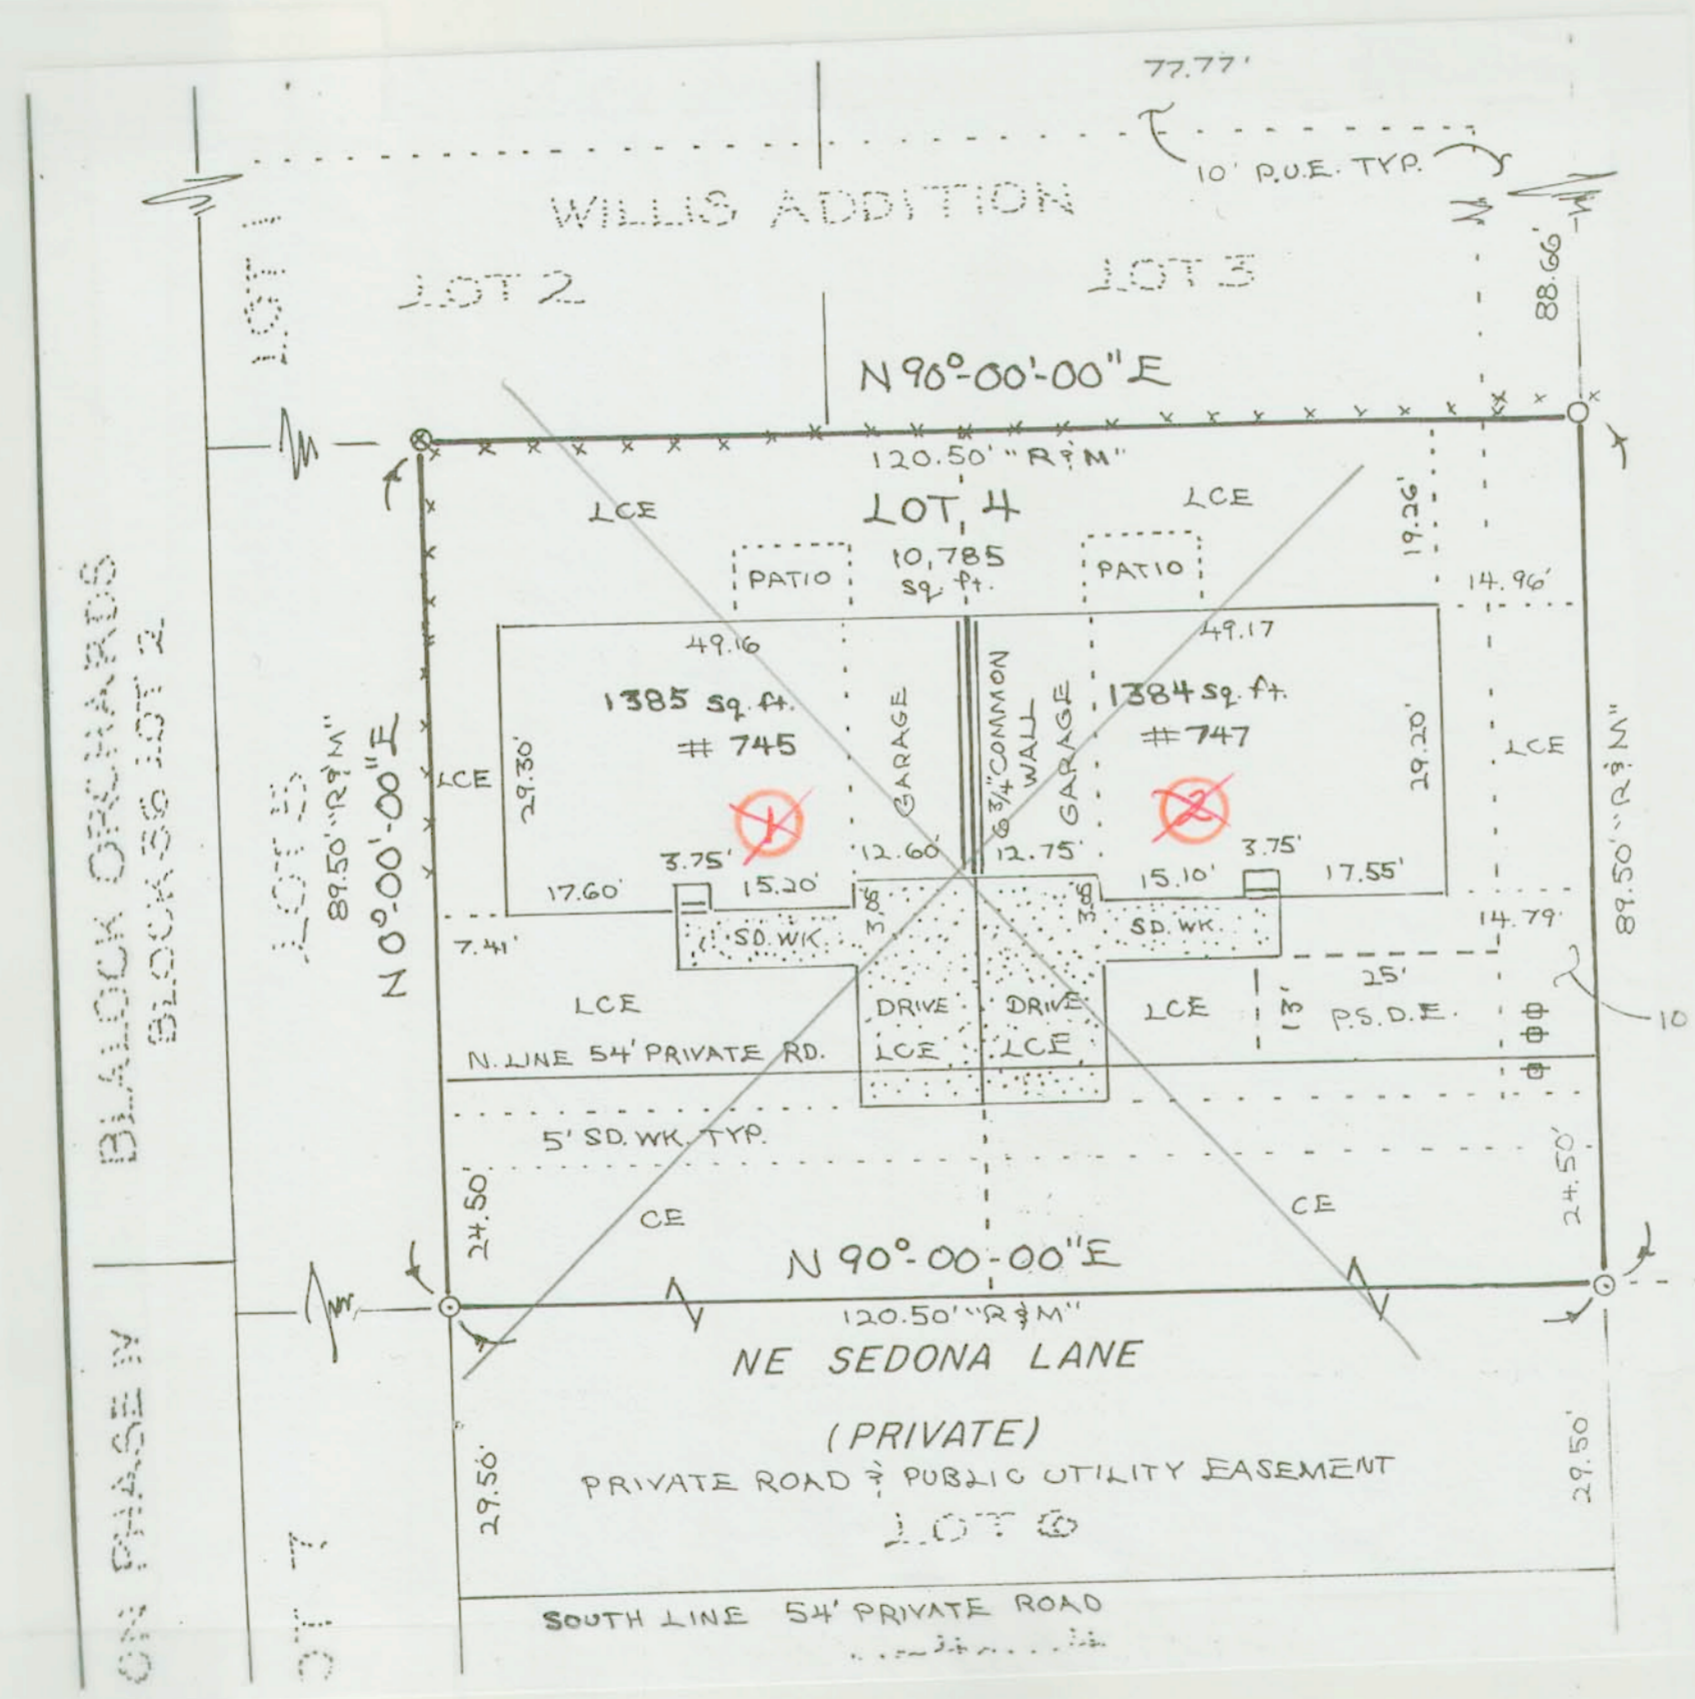 77.77'
10' P.U.E. TYP.
WILLIS ADDITION
LOT 1
LOT 2
LOT 3
88.66'
N 90°-00'-00" E
120.50' "R & M"
LCE
LOT 4
LCE
10,785
sq. ft.
19.26'
PATIO
PATIO
14.96'
49.16
49.17
1385 sq. ft.
# 745
GARAGE
6 3/4" COMMON
WALL
GARAGE
1384 sq. ft.
# 747
LCE
29.30'
29.20'
LCE
1
2
12.60'
12.75'
3.75'
3.75'
17.60'
15.20'
15.10'
17.55'
3.85
3.85
SD. WK.
SD. WK.
14.79'
7.41'
25'
13'
P.S.D.E.
LCE
DRIVE
DRIVE
LCE
LCE
LCE
10
N. LINE 54' PRIVATE RD.
5' SD. WK. TYP.
24.50'
24.50'
CE
CE
N 90°-00-00" E
120.50' "R & M"
NE SEDONA LANE
(PRIVATE)
PRIVATE ROAD & PUBLIC UTILITY EASEMENT
LOT 6
29.50'
29.50'
SOUTH LINE 54' PRIVATE ROAD
LOT 5
89.50' "R & M"
N 0°-00'-00" E
89.50' "R & M"
BLALOCK ORCHARDS
BLOCK 36 LOT 2
ON PHASE IV
OT 7